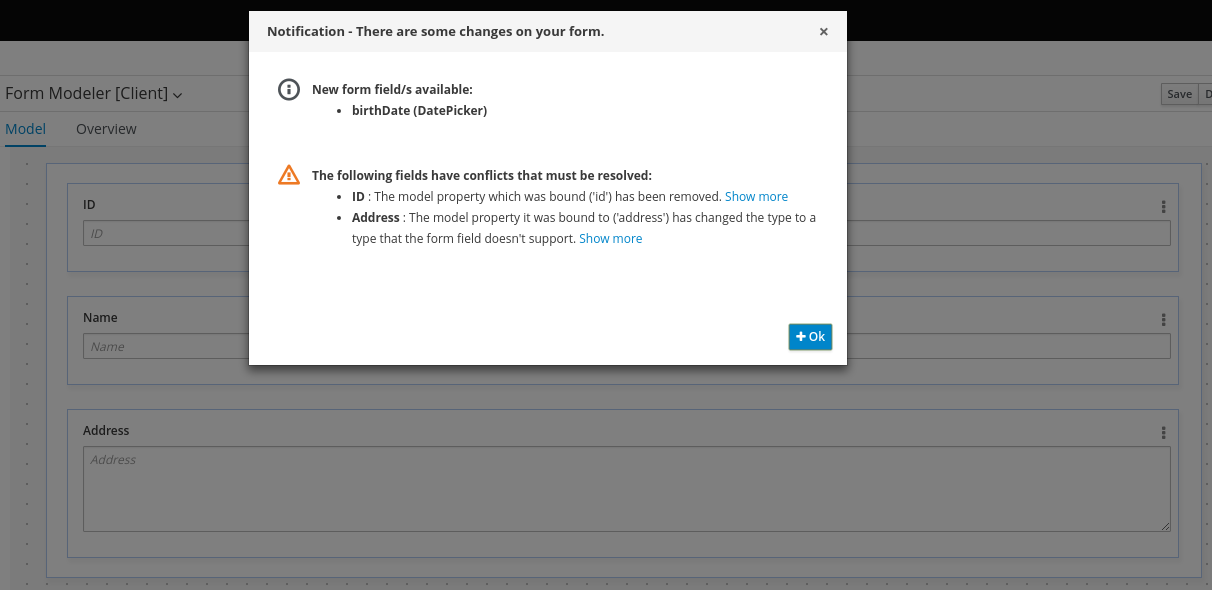 Notification - There are some changes on your form.
×
New form field/s available:
• birthDate (DatePicker)
The following fields have conflicts that must be resolved:
• ID : The model property which was bound ('id') has been removed. Show more
• Address : The model property it was bound to ('address') has changed the type to a
type that the form field doesn't support. Show more
+ Ok
Form Modeler [Client]
Save
D
Model
Overview
ID
ID
Name
Name
Address
Address